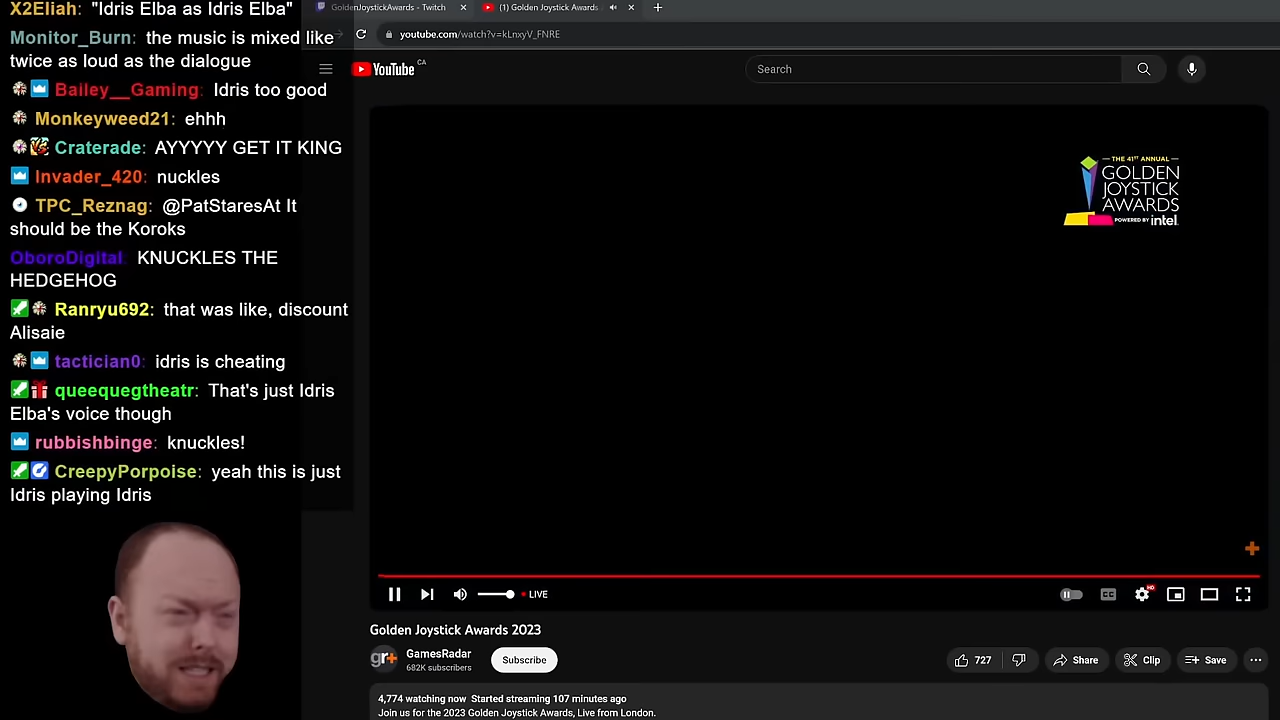 X2Eliah: "Idris Elba as Idris Elba"
Monitor_Burn: the music is mixed like
twice as loud as the dialogue
Bailey__Gaming: Idris too good
Monkeyweed21: ehhh
Craterade: AYYYYY GET IT KING
Invader_420: nuckles
TPC_Reznag: @PatStaresAt It
should be the Koroks
OboroDigital KNUCKLES THE
HEDGEHOG
Ranryu692: that was like, discount
Alisaie
tactician0: idris is cheating
queequegtheatr: That's just Idris
Elba's voice though
rubbishbinge: knuckles!
CreepyPorpoise: yeah this is just
Idris playing Idris
GoldenJoystickAwards - Twitch
(1) Golden Joystick Awards
youtube.com/watch?v=kLnxyV_FNRE
YouTube CA
Search
THE 41ST ANNUAL
GOLDEN
JOYSTICK
AWARDS
POWERED BY intel.
LIVE
CC
HD
Golden Joystick Awards 2023
gr+
GamesRadar
682K subscribers
Subscribe
727
Share
Clip
Save
4,774 watching now Started streaming 107 minutes ago
Join us for the 2023 Golden Joystick Awards, Live from London.